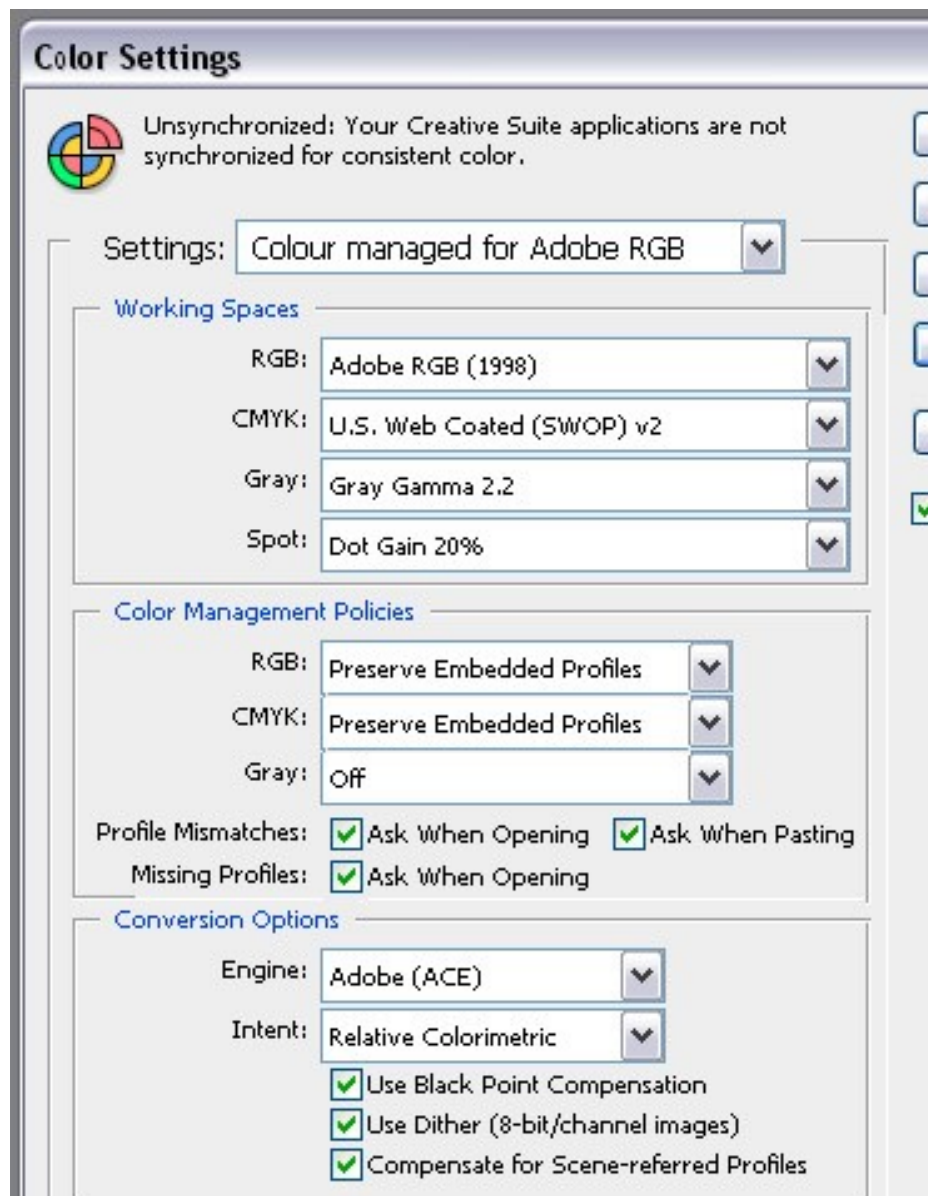 Color Settings
Unsynchronized: Your Creative Suite applications are not
synchronized for consistent color.
Settings: Colour managed for Adobe RGB
Working Spaces
RGB: Adobe RGB (1998)
CMYK: U.S. Web Coated (SWOP) v2
Gray: Gray Gamma 2.2
Spot: Dot Gain 20%
Color Management Policies
RGB: Preserve Embedded Profiles
CMYK: Preserve Embedded Profiles
Gray: Off
Profile Mismatches: Ask When Opening Ask When Pasting
Missing Profiles: Ask When Opening
Conversion Options
Engine: Adobe (ACE)
Intent: Relative Colorimetric
Use Black Point Compensation
Use Dither (8-bit/channel images)
Compensate for Scene-referred Profiles